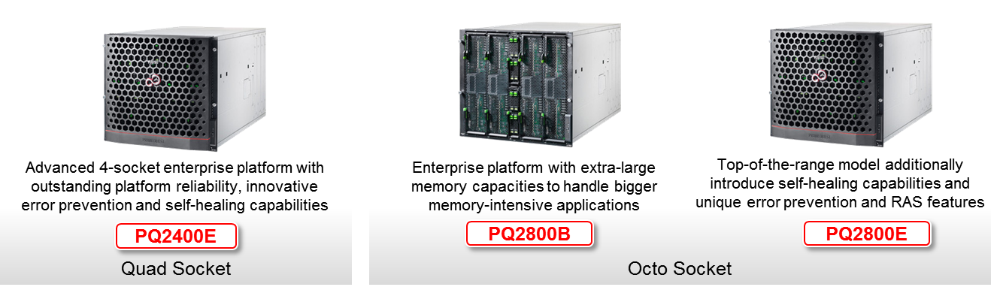 Advanced 4-socket enterprise platform with
outstanding platform reliability, innovative
error prevention and self-healing capabilities
PQ2400E
Quad Socket
Enterprise platform with extra-large
memory capacities to handle bigger
memory-intensive applications
PQ2800B
Top-of-the-range model additionally
introduce self-healing capabilities and
unique error prevention and RAS features
PQ2800E
Octo Socket